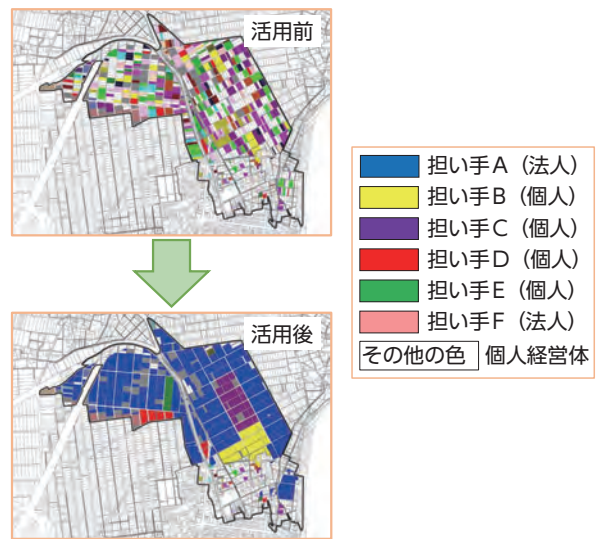 活用前
活用後
担い手A（法人）
担い手B（個人）
担い手C（個人）
担い手D（個人）
担い手E（個人）
担い手F（法人）
その他の色 個人経営体